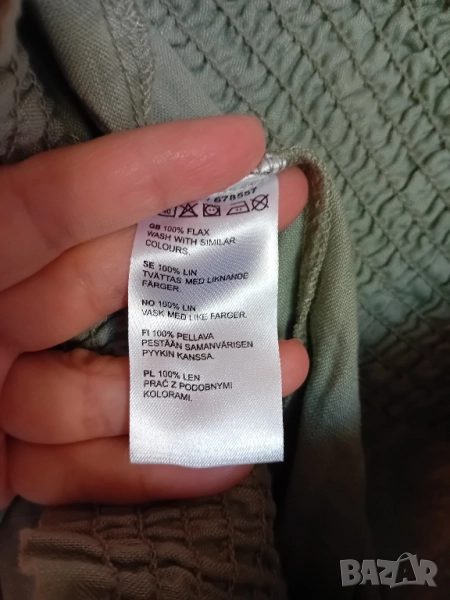 678557
GB 100% FLAX
WASH WITH SIMILAR
COLOURS.
SE 100% LIN
TVÄTTAS MED LIKNANDE
FÄRGER.
NO 100% LIN
VASK MED LIKE FARGER.
FI 100% PELLAVA
PESTÄÄN SAMANVÄRISEN
PYYKIN KANSSA.
PL 100% LEN
PRAĆ Z PODOBNYMI
KOLORAMI.
BAZAR